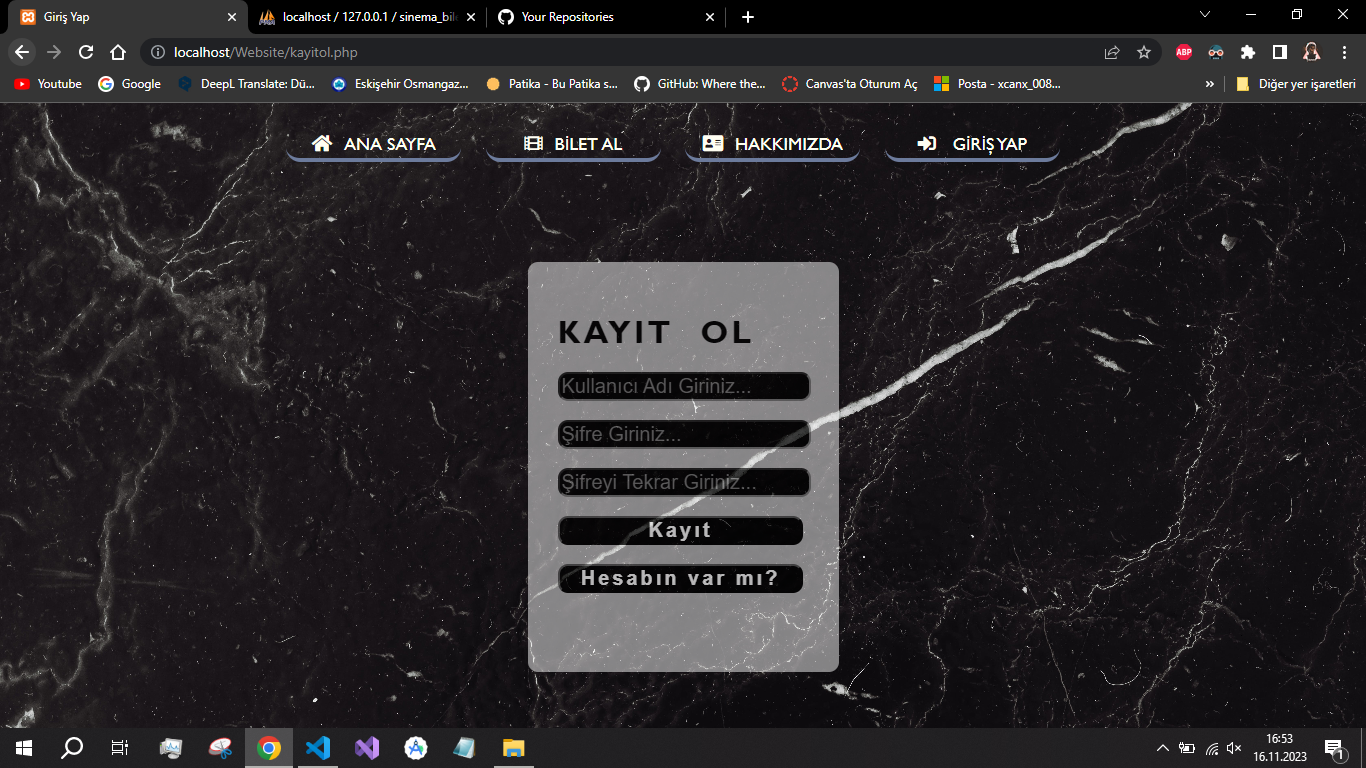 Giriş Yap
localhost / 127.0.0.1 / sinema_bile
Your Repositories
localhost/Website/kayitol.php
ABP
Youtube
Google
DeepL Translate: Dü...
Eskişehir Osmangaz...
Patika - Bu Patika s...
GitHub: Where the...
Canvas'ta Oturum Aç
Posta - xcanx_008...
»
Diğer yer işaretleri
ANA SAYFA
BİLET AL
HAKKIMIZDA
GİRİŞ YAP
KAYIT OL
Kullanıcı Adı Giriniz...
Şifre Giriniz...
Şifreyi Tekrar Giriniz...
Kayıt
Hesabın var mı?
16:53
16.11.2023
1